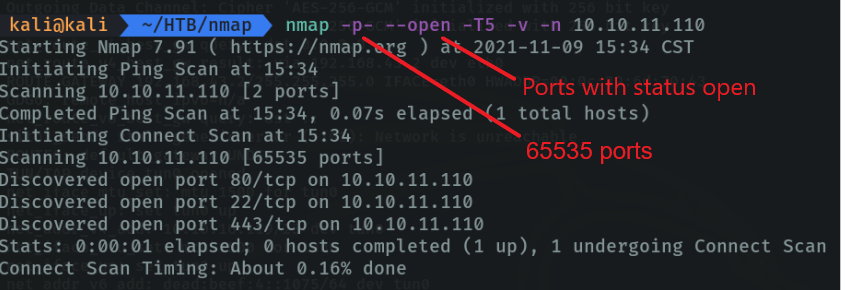 kali@kali ~/HTB/nmap nmap -p- --open -T5 -v -n 10.10.11.110
Starting Nmap 7.91 ( https://nmap.org ) at 2021-11-09 15:34 CST
Initiating Ping Scan at 15:34
Scanning 10.10.11.110 [2 ports]
Ports with status open
Completed Ping Scan at 15:34, 0.07s elapsed (1 total hosts)
Initiating Connect Scan at 15:34
65535 ports
Scanning 10.10.11.110 [65535 ports]
Discovered open port 80/tcp on 10.10.11.110
Discovered open port 22/tcp on 10.10.11.110
Discovered open port 443/tcp on 10.10.11.110
Stats: 0:00:01 elapsed; 0 hosts completed (1 up), 1 undergoing Connect Scan
Connect Scan Timing: About 0.16% done